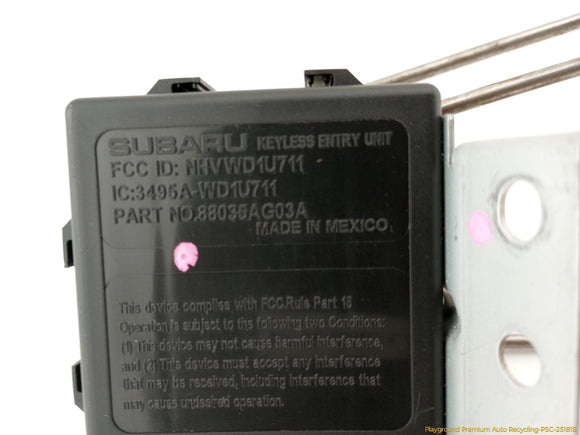 SUBARU KEYLESS ENTRY UNIT
FCC ID: NHVWD1U711
IC:3495A-WD1U711
PART NO.88035AG03A
MADE IN MEXICO
This device complies with FCC.Rule Part 15
Operation is subject to the following two Conditions:
(1) This device may not cause harmful interference,
and (2) This device must accept any interference
that may be received, including interference that
may cause undesired operation.
Playground Premium Auto Recycling-PSC-251818